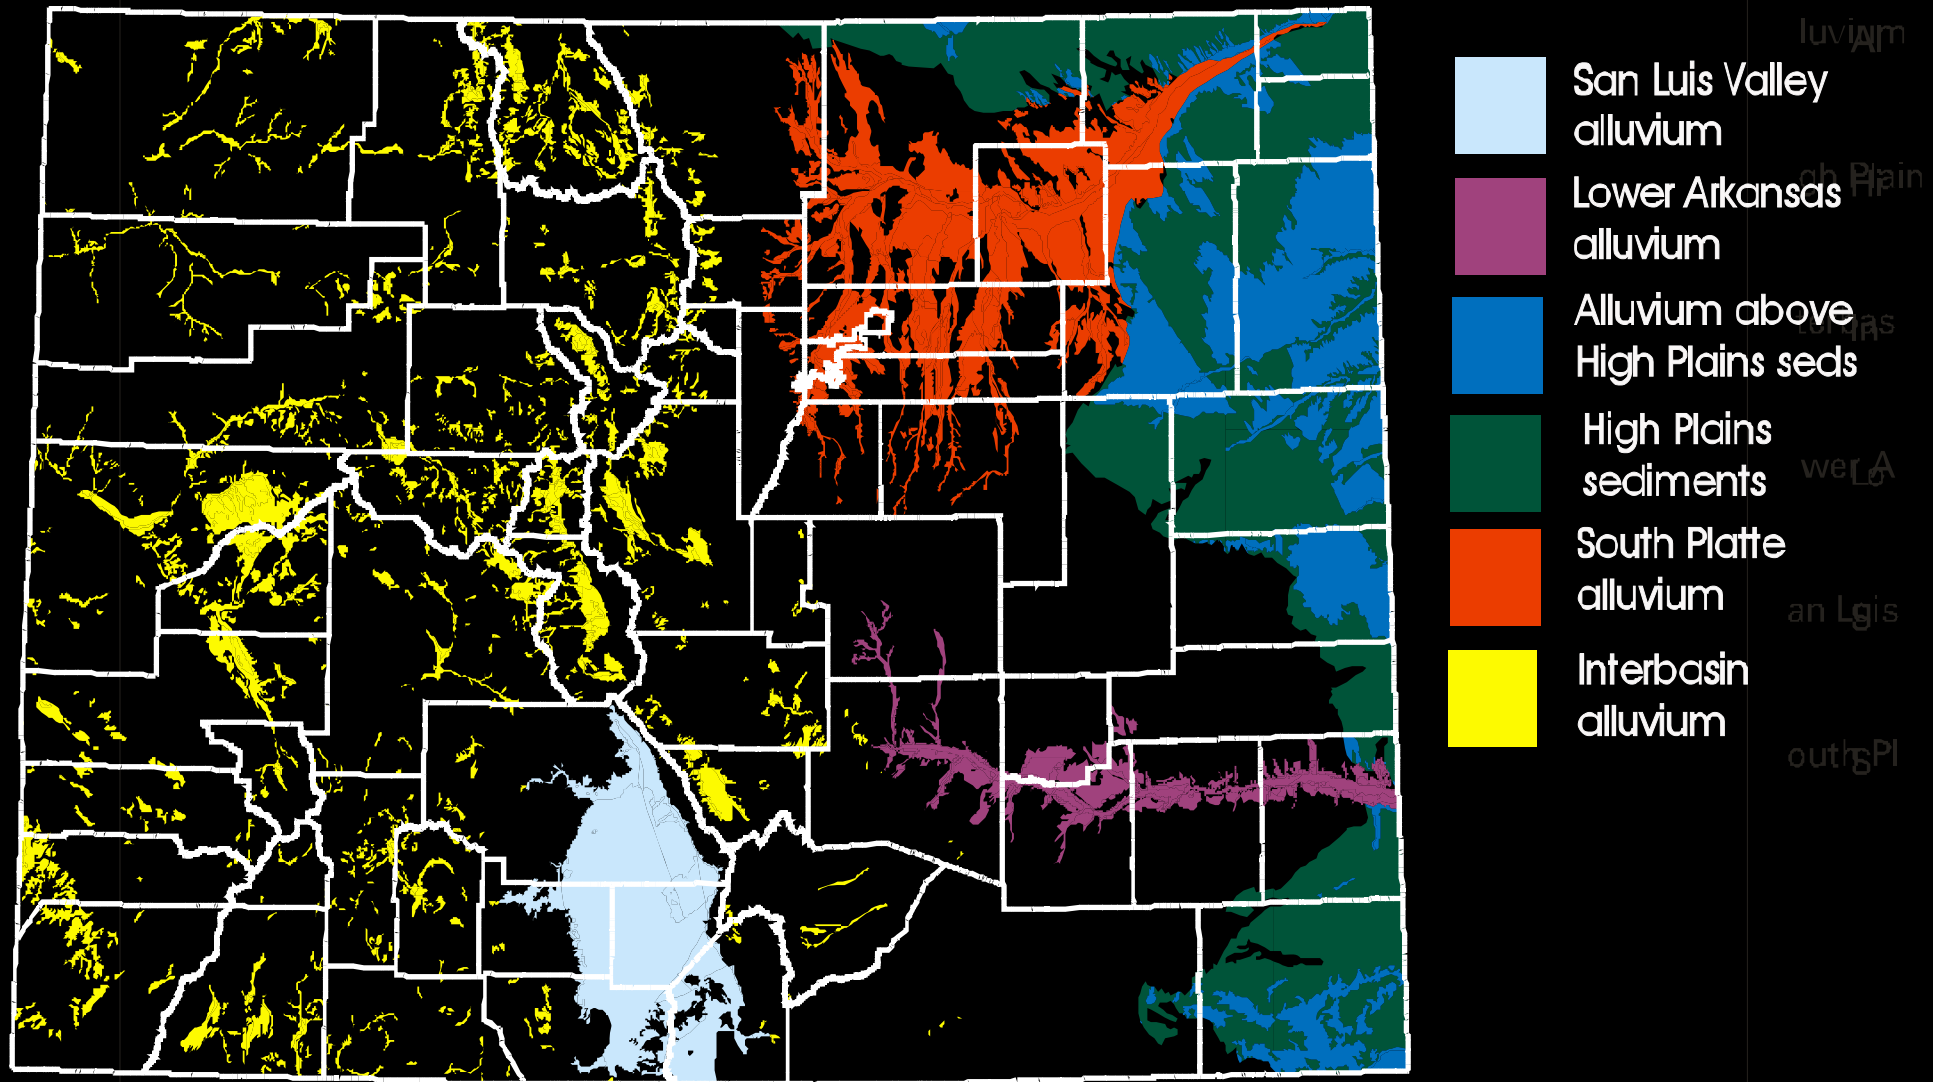 San Luis Valley
alluvium
Lower Arkansas
alluvium
Alluvium above
High Plains seds
High Plains
sediments
South Platte
alluvium
Interbasin
alluvium